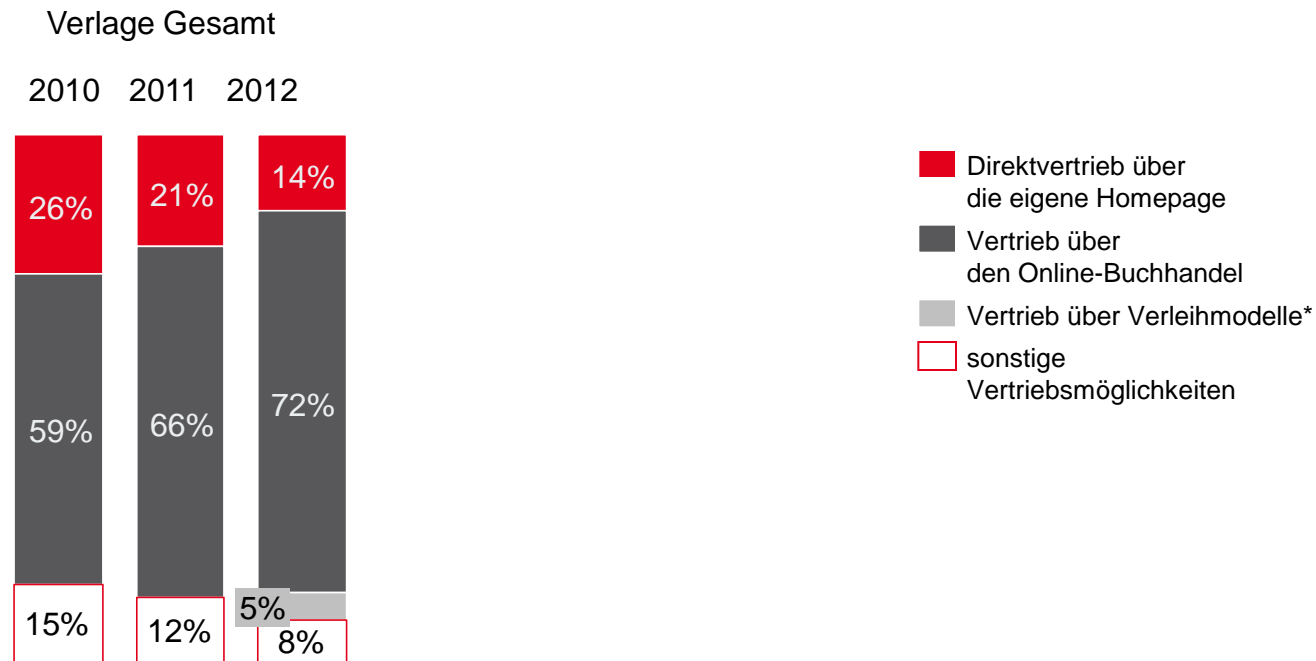 Verlage Gesamt
2010 2011 2012
26% 21% 14%
59% 66% 72%
5%
15% 12% 8%
Direktvertrieb über
die eigene Homepage
Vertrieb über
den Online-Buchhandel
Vertrieb über Verleihmodelle*
sonstige
Vertriebsmöglichkeiten